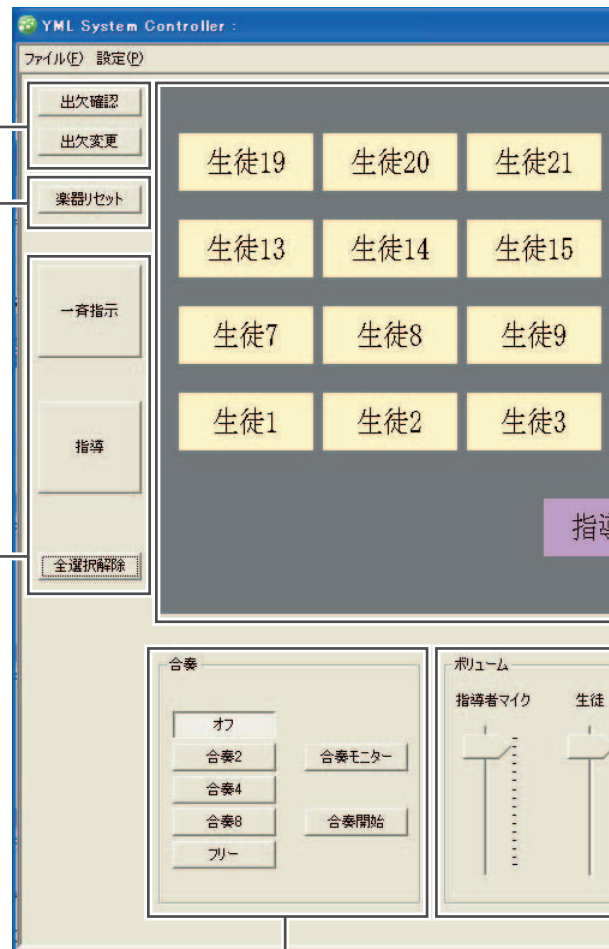 YML System Controller :
ファイル(F) 設定(P)
出欠確認
出欠変更
楽器リセット
一斉指示
指導
全選択解除
生徒19 生徒20 生徒21
生徒13 生徒14 生徒15
生徒7 生徒8 生徒9
生徒1 生徒2 生徒3
指導
合奏
オフ
合奏2
合奏4
合奏8
フリー
合奏モニター
合奏開始
ボリューム
指導者マイク 生徒